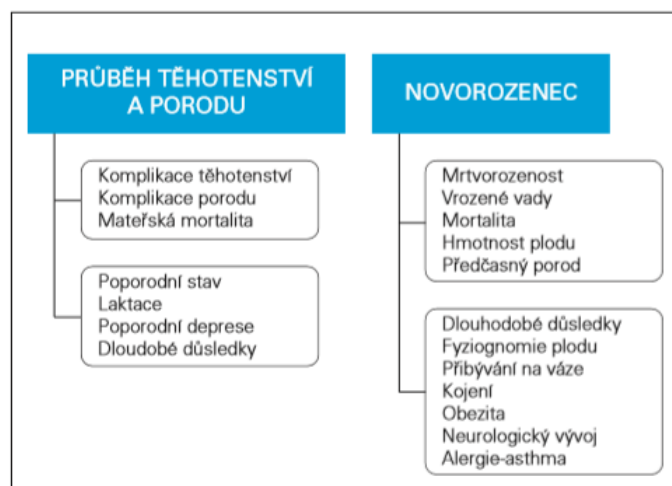 PRŮBĚH TĚHOTENSTVÍ
A PORODU
Komplikace těhotenství
Komplikace porodu
Mateřská mortalita
Poporodní stav
Laktace
Poporodní deprese
Dloudobé důsledky
NOVOROZENEC
Mrtvorozenost
Vrozené vady
Mortalita
Hmotnost plodu
Předčasný porod
Dlouhodobé důsledky
Fyziognomie plodu
Přibývání na váze
Kojení
Obezita
Neurologický vývoj
Alergie-asthma